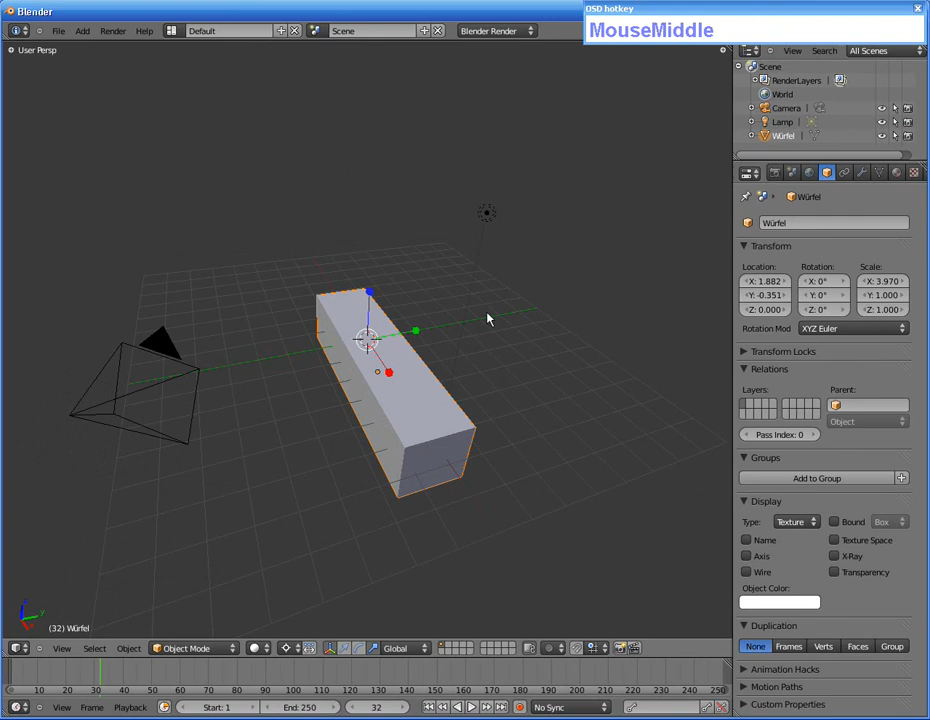 Blender
OSD hotkey
MouseMiddle
File Add Render Help Default Scene Blender Render
View Search All Scenes
User Persp
Scene
RenderLayers
World
Camera
Lamp
Würfel
Würfel
Würfel
Transform
Location: Rotation: Scale:
X: 1.882 X: 0° X: 3.970
Y: -0.351 Y: 0° Y: 1.000
Z: 0.000 Z: 0° Z: 1.000
Rotation Mod XYZ Euler
Transform Locks
Relations
Layers: Parent:
Object
Pass Index: 0
Groups
Add to Group
Display
Type: Texture Bound Box
Name Texture Space
Axis X-Ray
Wire Transparency
Object Color:
Duplication
None Frames Verts Faces Group
Animation Hacks
Motion Paths
Custom Properties
z
y
(32) Würfel
View Select Object Object Mode Global
10 20 30 40 50 60 70 80 90 100 110 120 130 140 150 160 170 180 190 200 210 220 230 240 250
View Frame Playback Start: 1 End: 250 32 No Sync